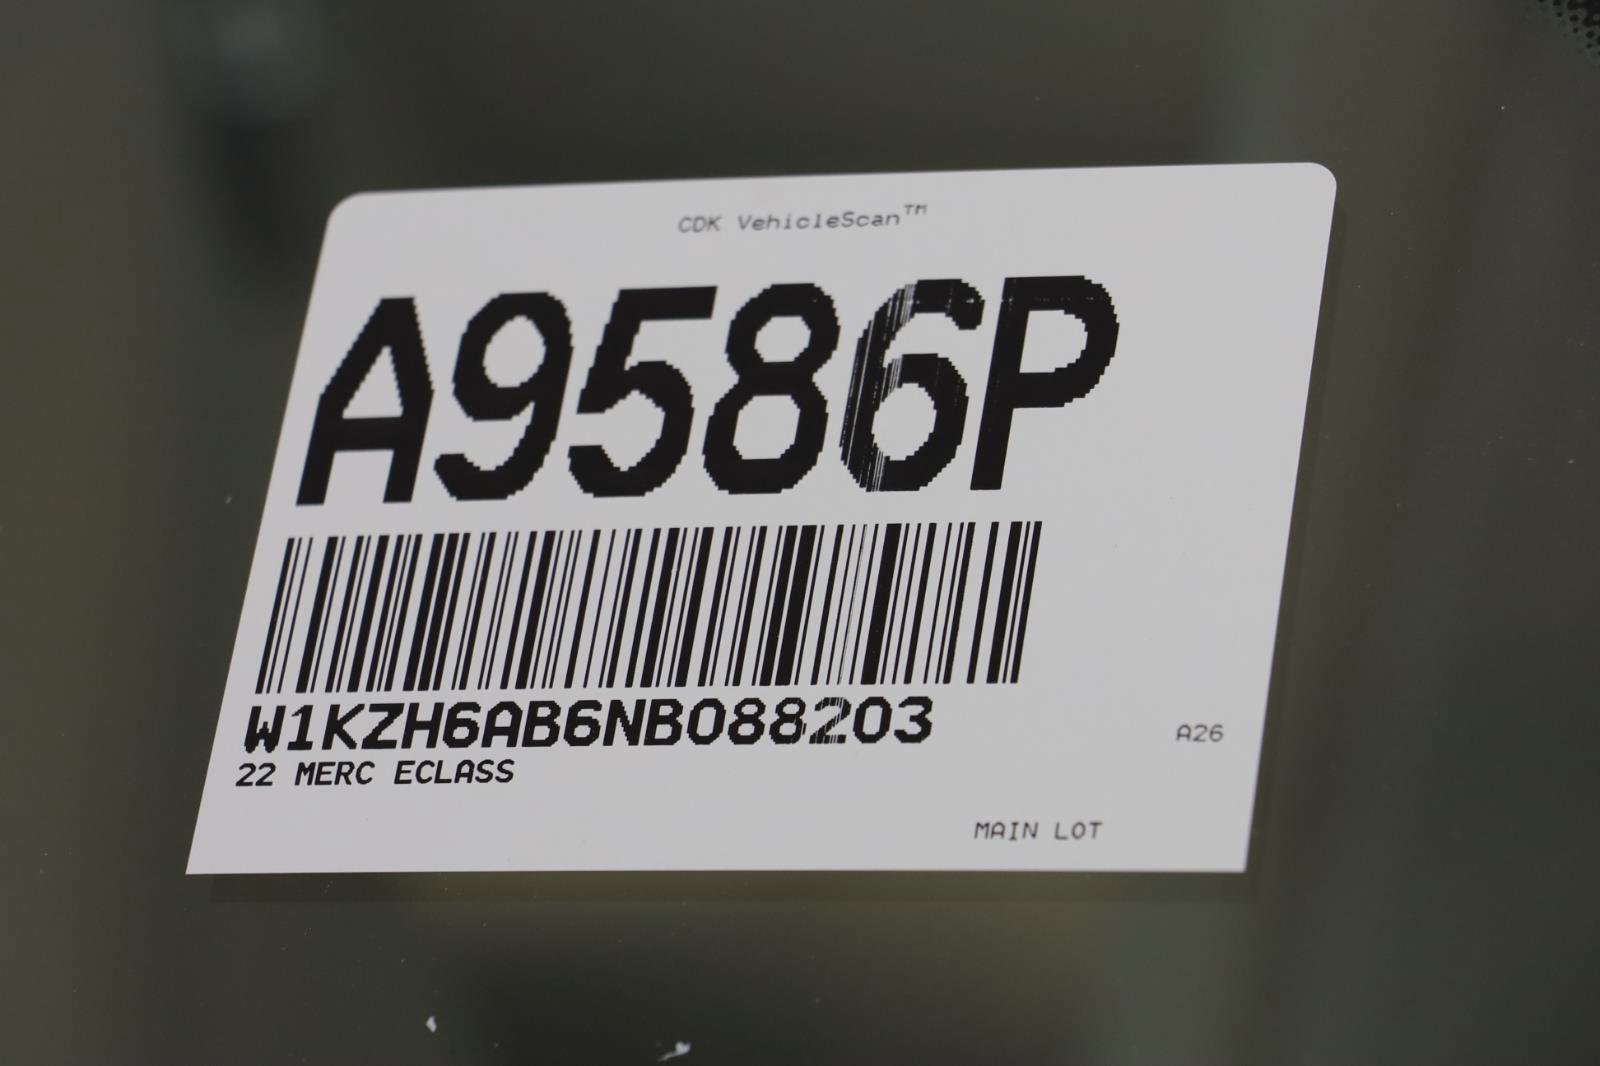 CDK VehicleScan™
A9586P
W1KZH6AB6NB088203
22 MERC ECLASS
A26
MAIN LOT